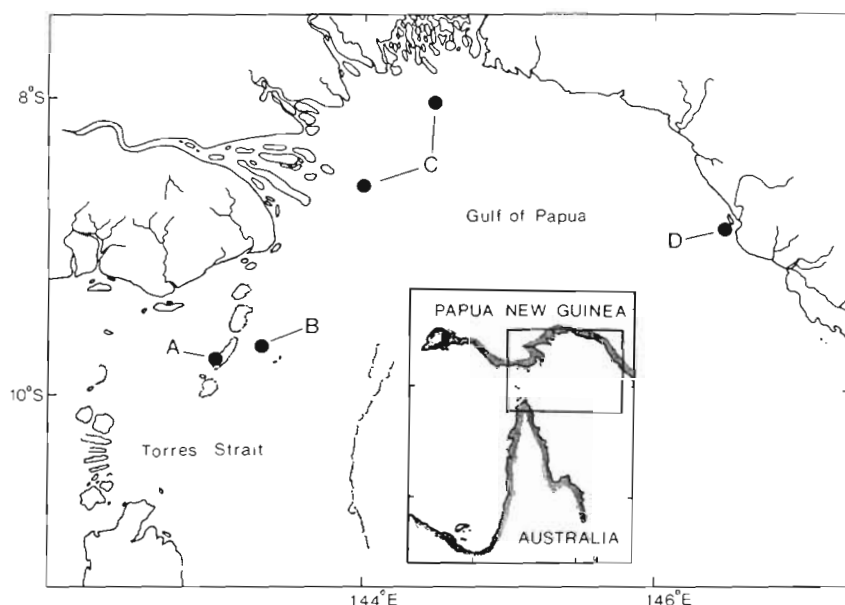 8°S
C
Gulf of Papua
D
PAPUA NEW GUINEA
B
A
10°S
Torres Strait
AUSTRALIA
144°E
146°E